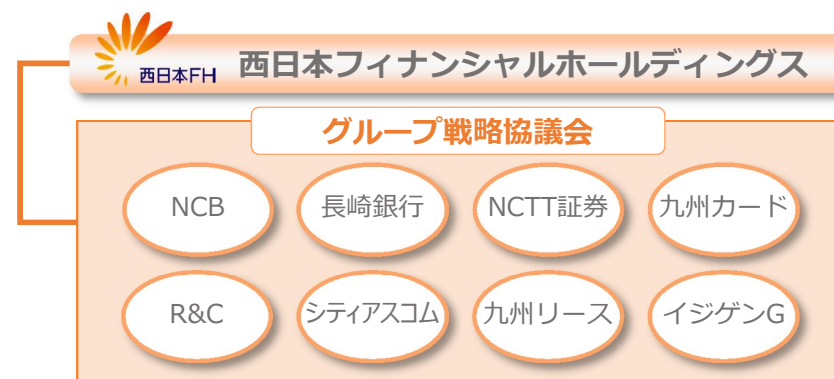 西日本FH 西日本フィナンシャルホールディングス
グループ戦略協議会
NCB 長崎銀行 NCTT証券 九州カード
R&C シティアスコム 九州リース イジゲンG